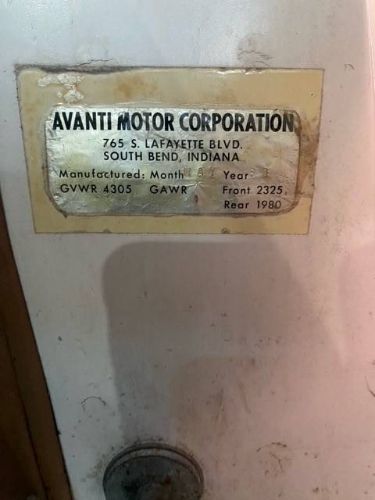 AVANTI MOTOR CORPORATION
765 S. LAFAYETTE BLVD.
SOUTH BEND, INDIANA
Manufactured: Month Year
GVWR 4305 GAWR Front 2325
Rear 1980